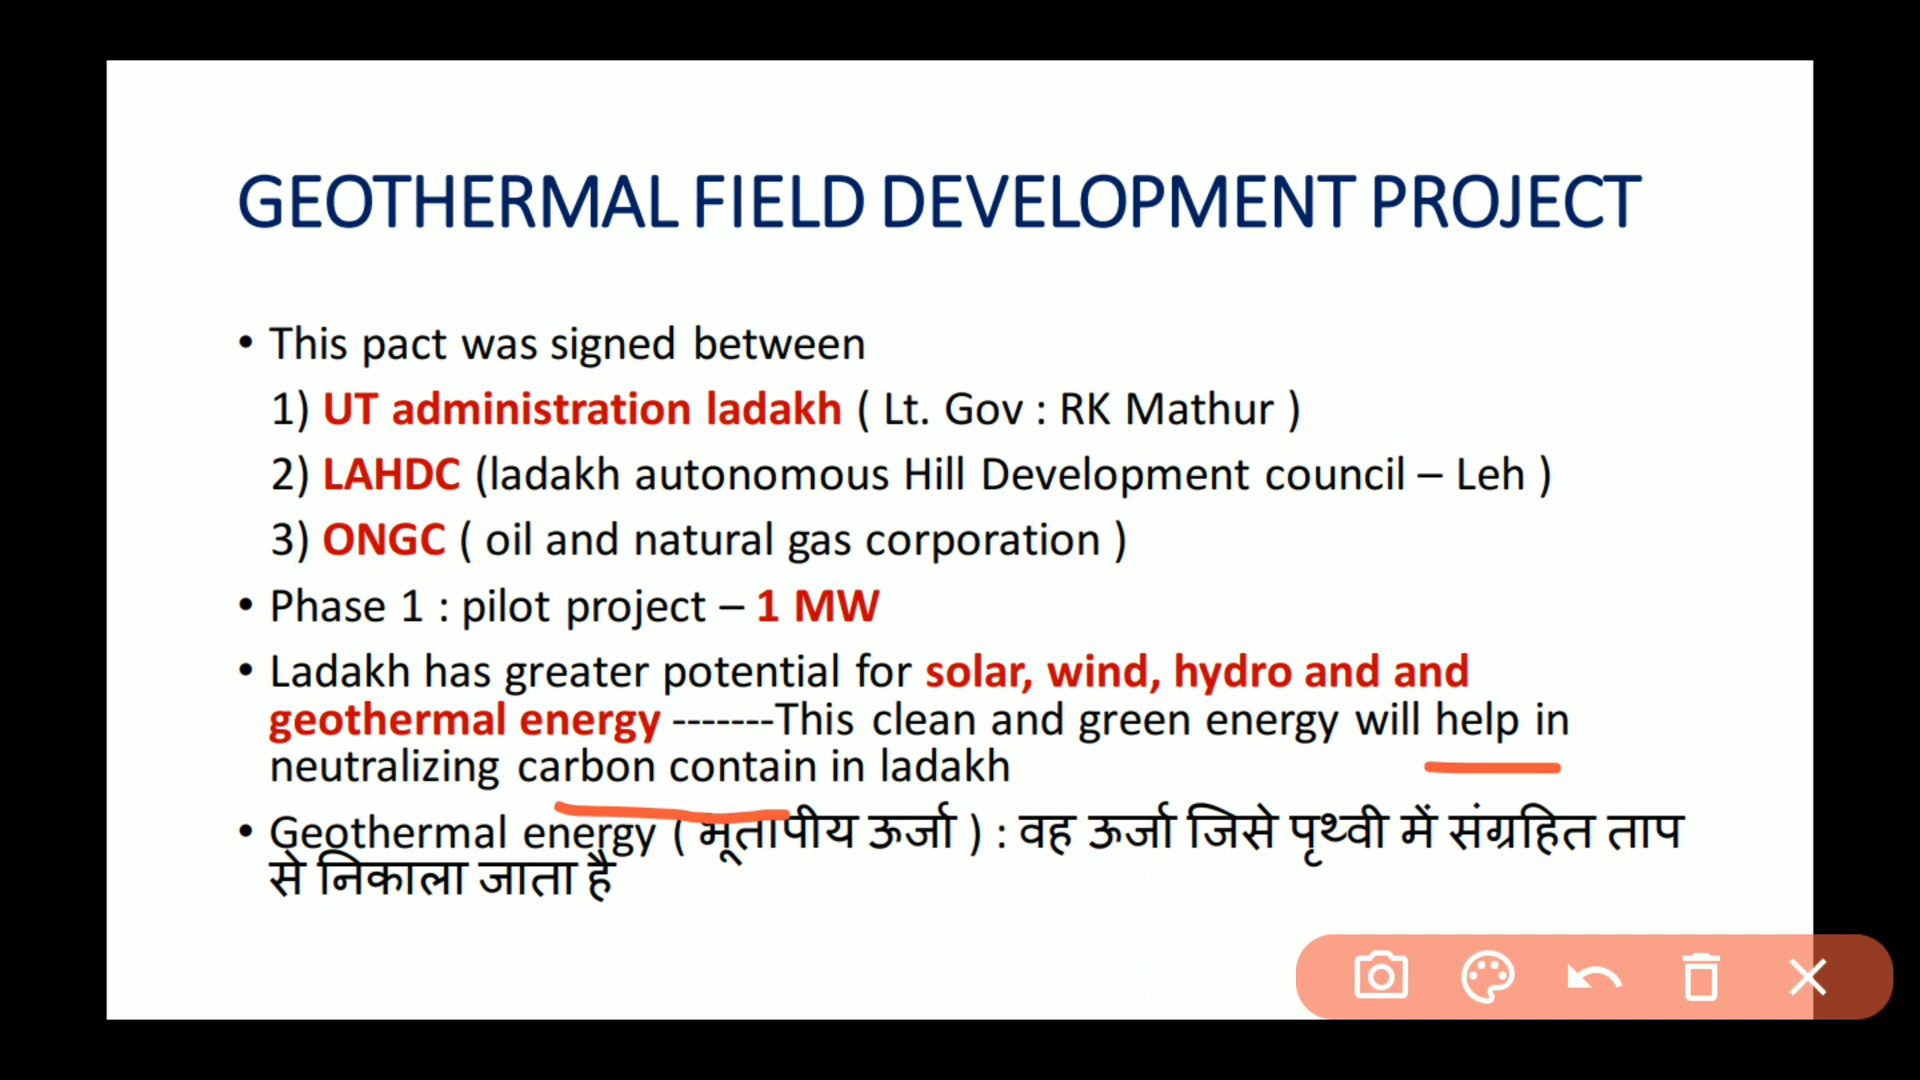 GEOTHERMAL FIELD DEVELOPMENT PROJECT
• This pact was signed between
1) UT administration ladakh ( Lt. Gov : RK Mathur )
2) LAHDC (ladakh autonomous Hill Development council – Leh )
3) ONGC ( oil and natural gas corporation )
• Phase 1 : pilot project – 1 MW
• Ladakh has greater potential for solar, wind, hydro and and
geothermal energy -------This clean and green energy will help in
neutralizing carbon contain in ladakh
• Geothermal energy ( भूतापीय ऊर्जा ) : वह ऊर्जा जिसे पृथ्वी में संग्रहित ताप
से निकाला जाता है